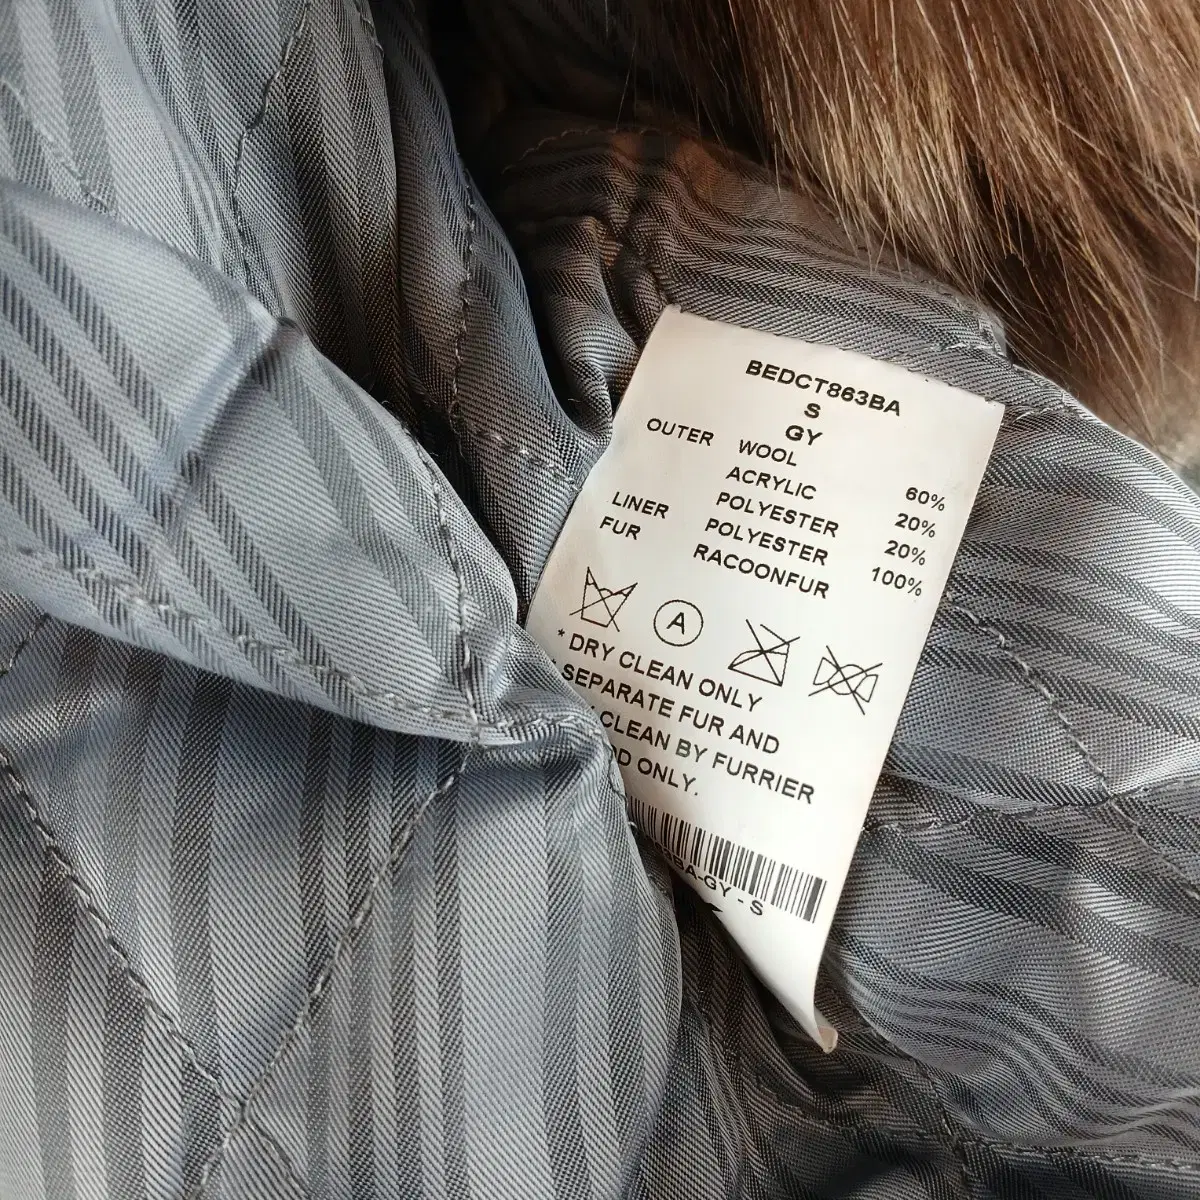 BEDCT863BA
S
GY
OUTER WOOL 60%
ACRYLIC 20%
POLYESTER 20%
LINER POLYESTER 100%
FUR RACOONFUR
A
* DRY CLEAN ONLY
* SEPARATE FUR AND
CLEAN BY FURRIER
ONLY.
BA-GY - S